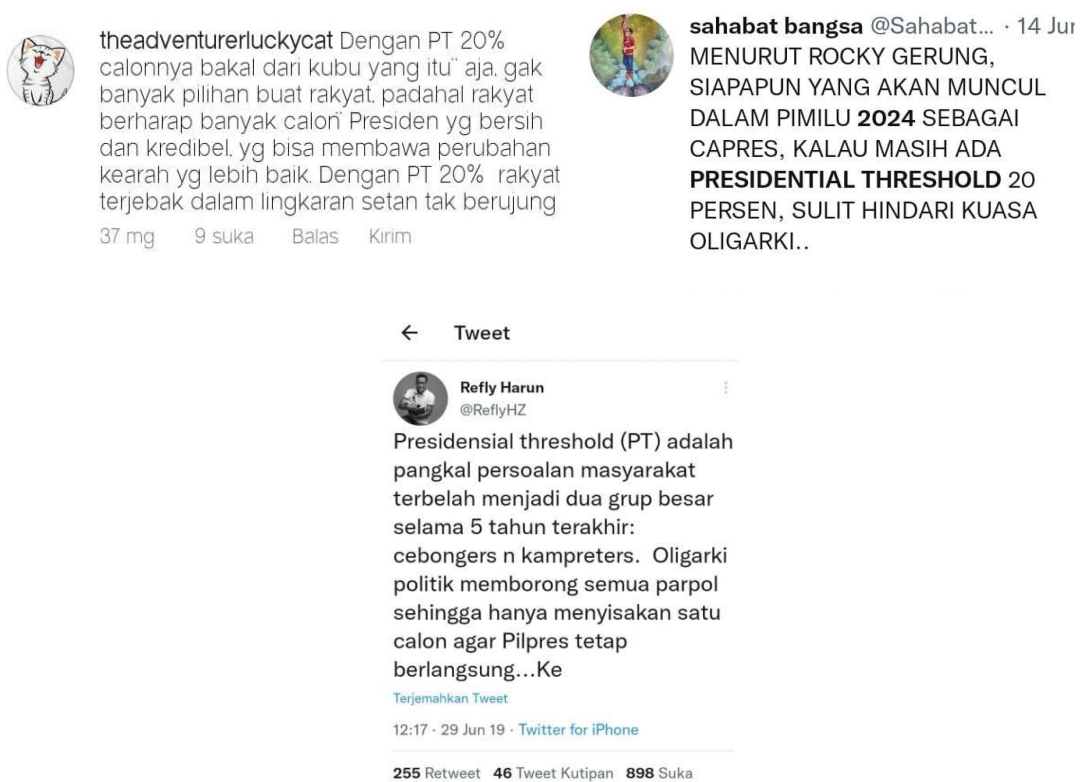 theadventurerluckycat Dengan PT 20%
calonnya bakal dari kubu yang itu" aja, gak
banyak pilihan buat rakyat, padahal rakyat
berharap banyak calon" Presiden yg bersih
dan kredibel, yg bisa membawa perubahan
kearah yg lebih baik. Dengan PT 20% rakyat
terjebak dalam lingkaran setan tak berujung
37 mg 9 suka Balas Kirim
sahabat bangsa @Sahabat... · 14 Jun
MENURUT ROCKY GERUNG,
SIAPAPUN YANG AKAN MUNCUL
DALAM PIMILU 2024 SEBAGAI
CAPRES, KALAU MASIH ADA
PRESIDENTIAL THRESHOLD 20
PERSEN, SULIT HINDARI KUASA
OLIGARKI..
Tweet
Refly Harun
@ReflyHZ
Presidensial threshold (PT) adalah
pangkal persoalan masyarakat
terbelah menjadi dua grup besar
selama 5 tahun terakhir:
cebongers n kampreters. Oligarki
politik memborong semua parpol
sehingga hanya menyisakan satu
calon agar Pilpres tetap
berlangsung...Ke
Terjemahkan Tweet
12:17 · 29 Jun 19 · Twitter for iPhone
255 Retweet 46 Tweet Kutipan 898 Suka